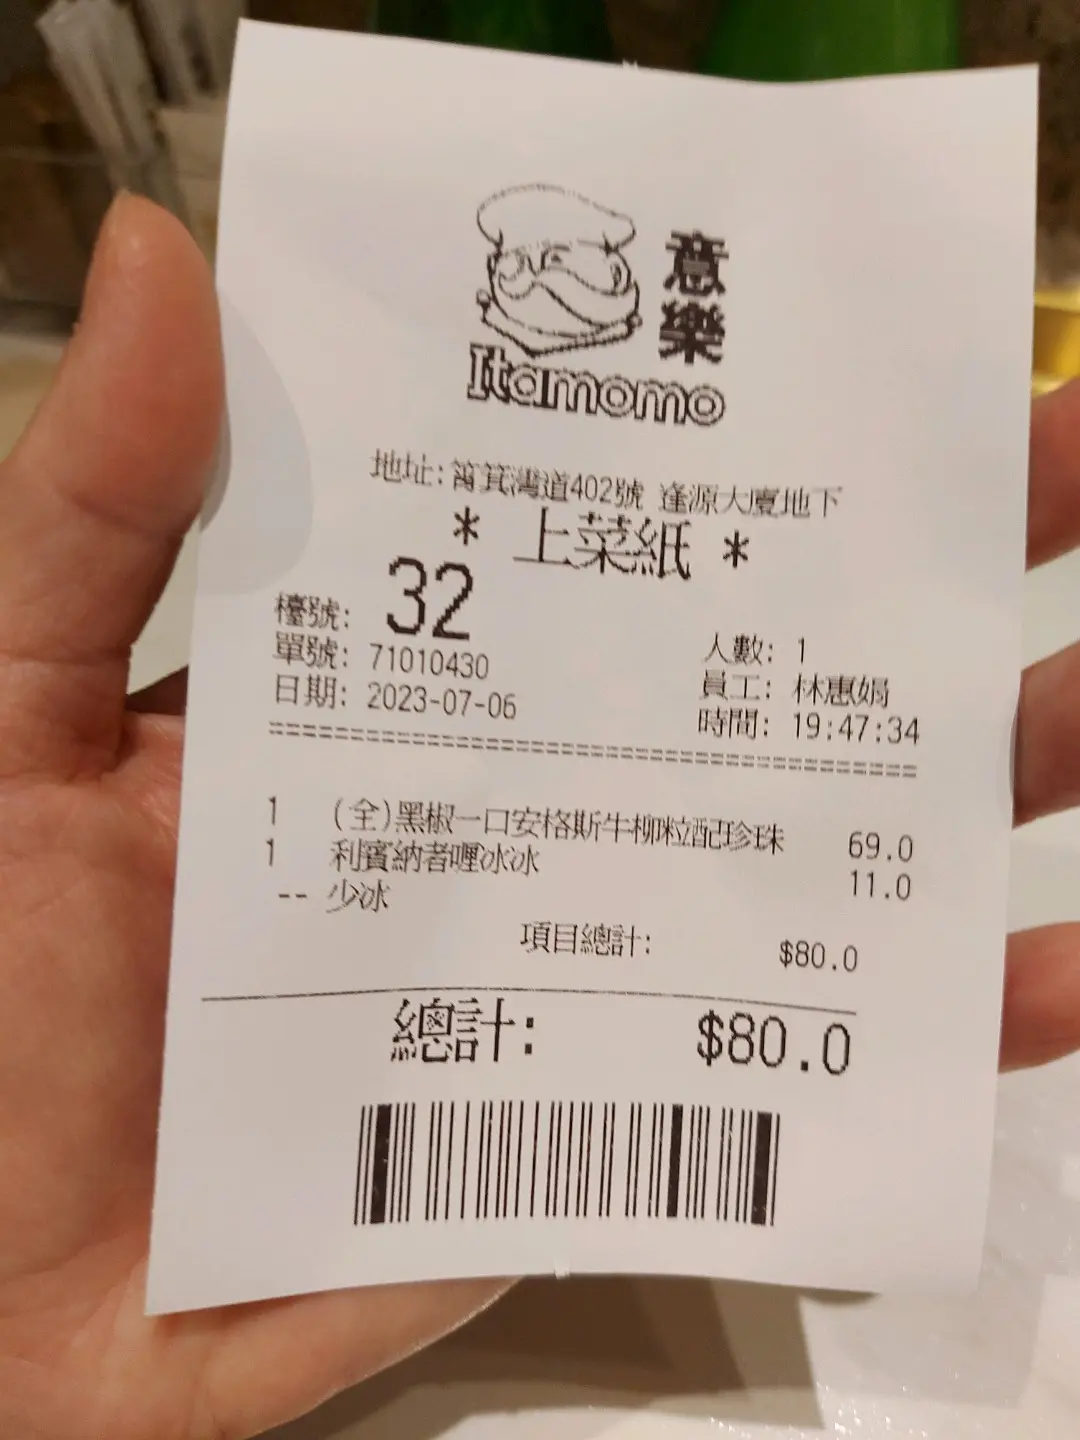 意樂
Itamomo
地址:筲箕灣道402號 逢源大廈地下
* 上菜紙 *
檯號: 32
人數: 1
單號: 71010430
員工: 林惠娟
日期: 2023-07-06
時間: 19:47:34
1 (全)黑椒一口安格斯牛柳粒配珍珠 69.0
1 利賓納者喱冰冰 11.0
-- 少冰
項目總計: $80.0
總計: $80.0